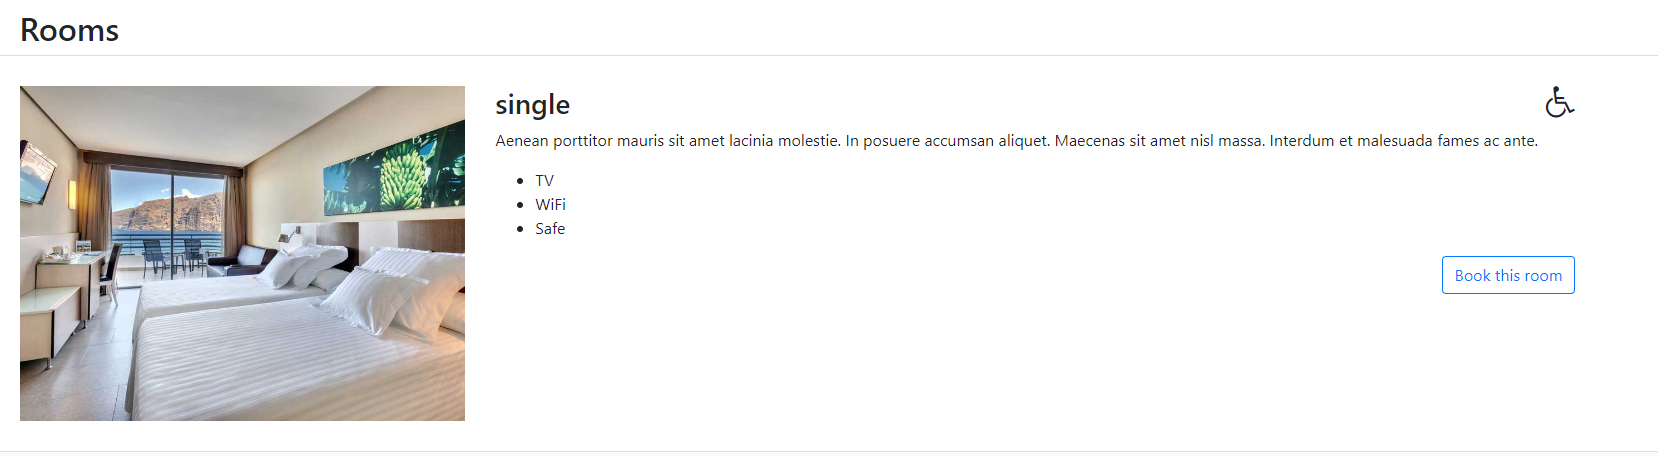 Rooms
single
Aenean porttitor mauris sit amet lacinia molestie. In posuere accumsan aliquet. Maecenas sit amet nisl massa. Interdum et malesuada fames ac ante.
TV
WiFi
Safe
Book this room